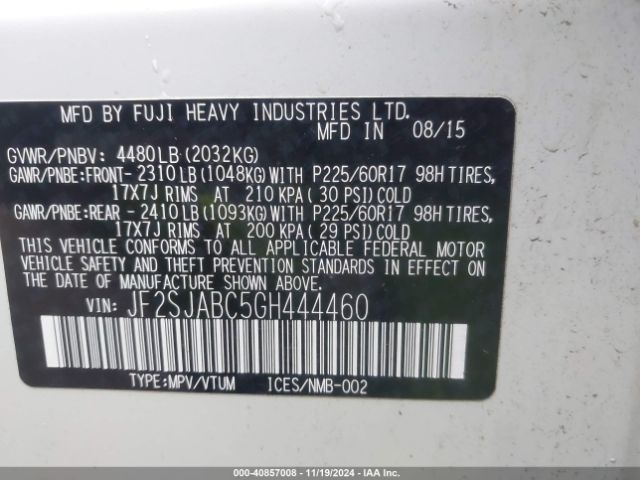 MFD BY FUJI HEAVY INDUSTRIES LTD.
MFD IN 08/15
GVWR/PNBV: 4480LB(2032KG)
GAWR/PNBE:FRONT- 2310LB(1048KG)WITH P225/60R17 98H TIRES,
17X7J RIMS AT 210 KPA( 30 PSI)COLD
GAWR/PNBE:REAR - 2410LB(1093KG)WITH P225/60R17 98H TIRES,
17X7J RIMS AT 200 KPA( 29 PSI)COLD
THIS VEHICLE CONFORMS TO ALL APPLICABLE FEDERAL MOTOR
VEHICLE SAFETY AND THEFT PREVENTION STANDARDS IN EFFECT ON
THE DATE OF MANUFACTURE SHOWN ABOVE.
VIN: JF2SJABC5GH444460
TYPE:MPV/VTUM ICES/NMB-002
000-40857008 - 11/19/2024 - IAAI.com